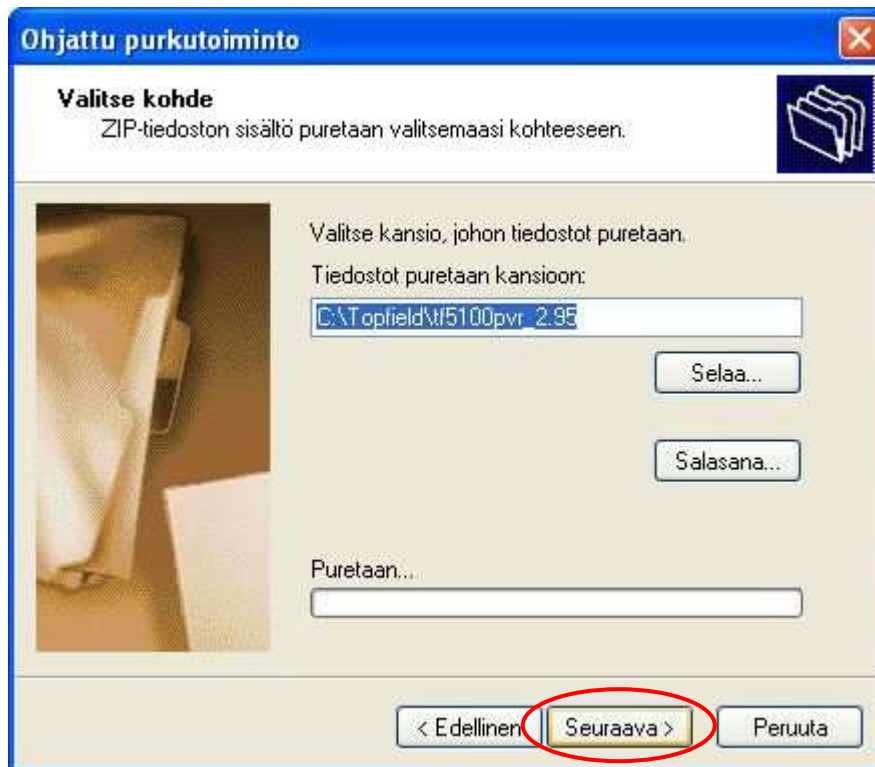 Ohjattu purkutoiminto
Valitse kohde
ZIP-tiedoston sisältö puretaan valitsemaasi kohteeseen.
Valitse kansio, johon tiedostot puretaan.
Tiedostot puretaan kansioon:
C:\Topfield\tf5100pvr_2.95
Selaa...
Salasana...
Puretaan...
< Edellinen
Seuraava >
Peruuta